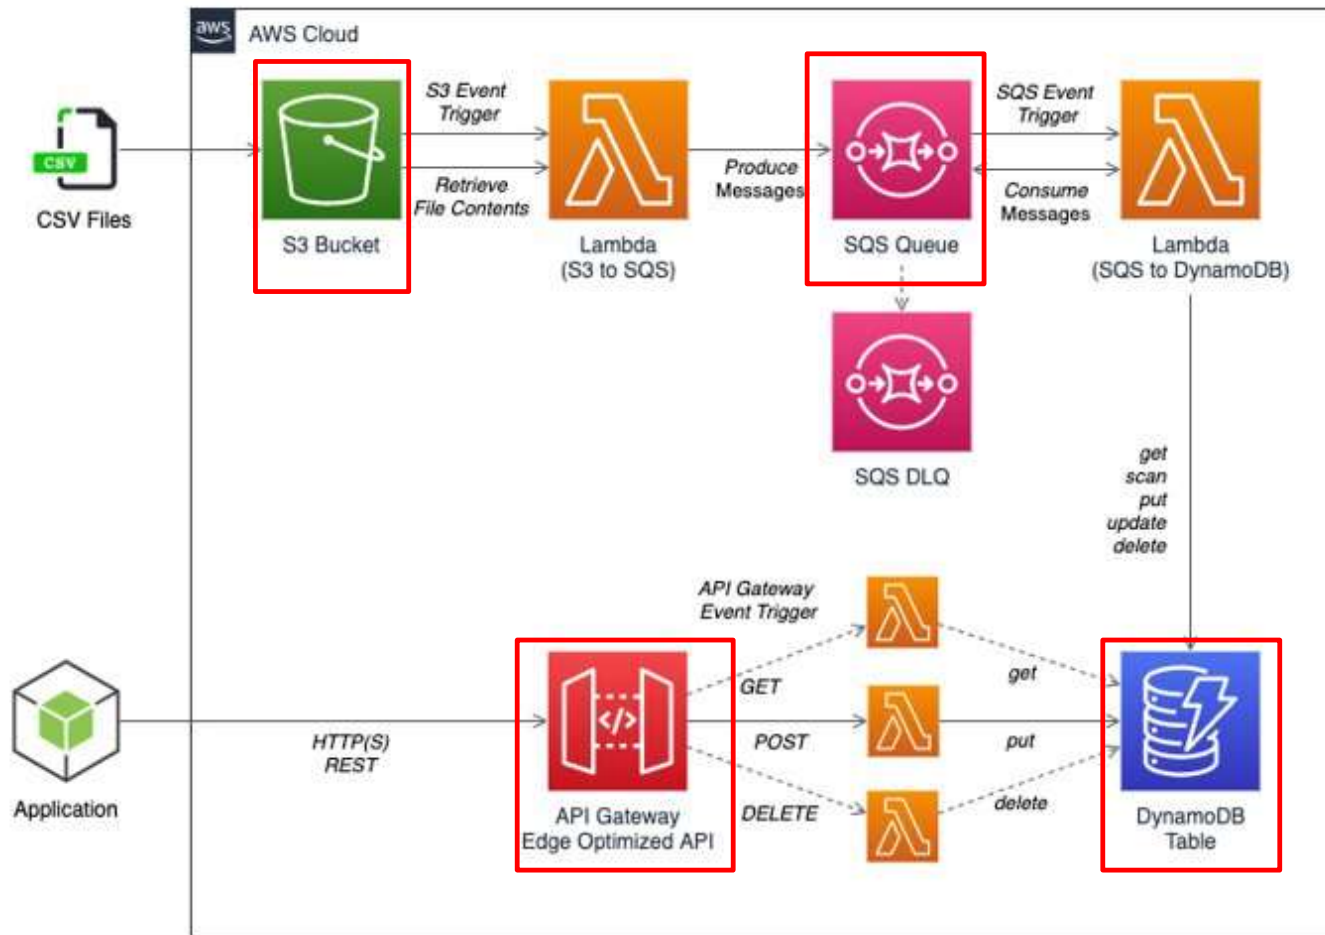 aws
AWS Cloud
CSV
CSV Files
S3 Bucket
S3 Event
Trigger
Retrieve
File Contents
Lambda
(S3 to SQS)
Produce
Messages
SQS Queue
SQS Event
Trigger
Consume
Messages
Lambda
(SQS to DynamoDB)
SQS DLQ
get
scan
put
update
delete
API Gateway
Event Trigger
GET
get
Application
HTTP(S)
REST
</>
API Gateway
Edge Optimized API
POST
put
DELETE
delete
DynamoDB
Table